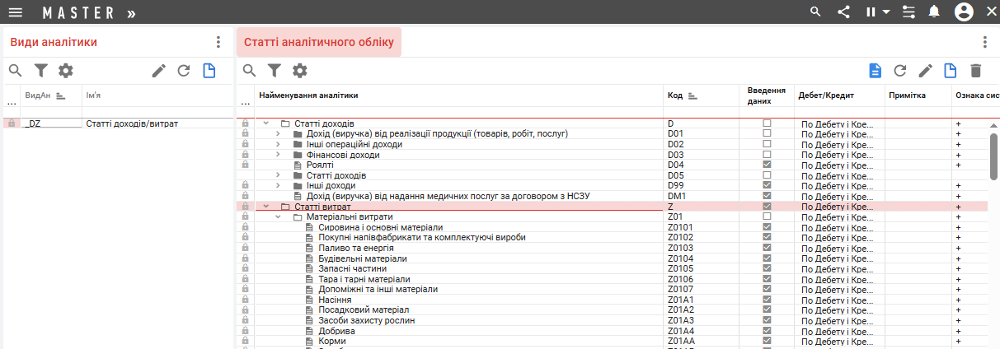 MASTER »
Види аналітики
Статті аналітичного обліку
... ВидАн Ім'я
_DZ Статті доходів/витрат
... Найменування аналітики Код Введення даних Дебет/Кредит Примітка Ознака сис
Статті доходів D По Дебету і Кре... +
Дохід (виручка) від реалізації продукції (товарів, робіт, послуг) D01 По Дебету і Кре... +
Інші операційні доходи D02 По Дебету і Кре... +
Фінансові доходи D03 По Дебету і Кре... +
Роялті D04 По Дебету і Кре... +
Статті доходів D05 По Дебету і Кре...
Інші доходи D99 По Дебету і Кре... +
Дохід (виручка) від надання медичних послуг за договором з НСЗУ DM1 По Дебету і Кре... +
Статті витрат Z По Дебету і Кре... +
Матеріальні витрати Z01 По Дебету і Кре... +
Сировина і основні матеріали Z0101 По Дебету і Кре... +
Покупні напівфабрикати та комплектуючі вироби Z0102 По Дебету і Кре... +
Паливо та енергія Z0103 По Дебету і Кре... +
Будівельні матеріали Z0104 По Дебету і Кре... +
Запасні частини Z0105 По Дебету і Кре... +
Тара і тарні матеріали Z0106 По Дебету і Кре... +
Допоміжні та інші матеріали Z0107 По Дебету і Кре... +
Насіння Z01A1 По Дебету і Кре... +
Посадковий матеріал Z01A2 По Дебету і Кре... +
Засоби захисту рослин Z01A3 По Дебету і Кре... +
Добрива Z01A4 По Дебету і Кре... +
Корми Z01AA По Дебету і Кре... +